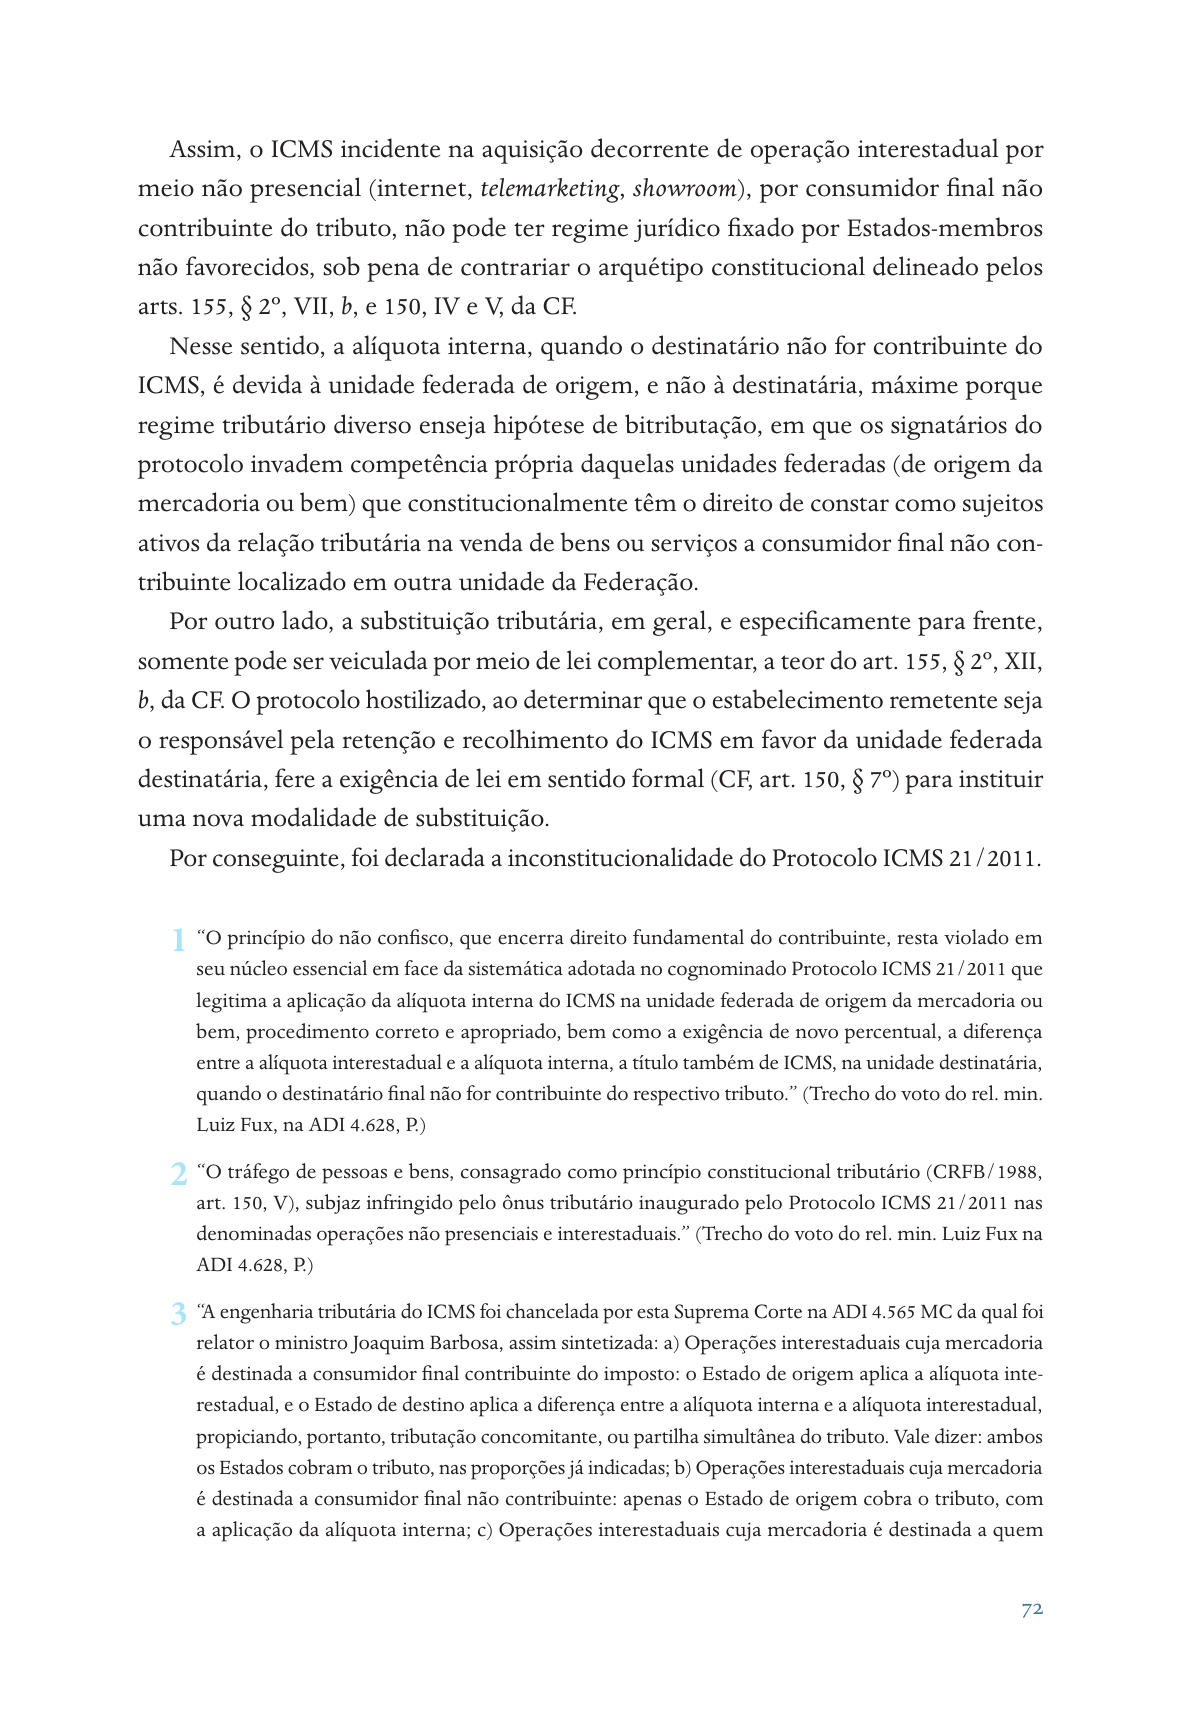 Assim, o ICMS incidente na aquisição decorrente de operação interestadual por
meio não presencial (internet, telemarketing, showroom), por consumidor final não
contribuinte do tributo, não pode ter regime jurídico fixado por Estados-membros
não favorecidos, sob pena de contrariar o arquétipo constitucional delineado pelos
arts. 155, § 2º, VII, b, e 150, IV e V, da CF.
Nesse sentido, a alíquota interna, quando o destinatário não for contribuinte do
ICMS, é devida à unidade federada de origem, e não à destinatária, máxime porque
regime tributário diverso enseja hipótese de bitributação, em que os signatários do
protocolo invadem competência própria daquelas unidades federadas (de origem da
mercadoria ou bem) que constitucionalmente têm o direito de constar como sujeitos
ativos da relação tributária na venda de bens ou serviços a consumidor final não con-
tribuinte localizado em outra unidade da Federação.
Por outro lado, a substituição tributária, em geral, e especificamente para frente,
somente pode ser veiculada por meio de lei complementar, a teor do art. 155, § 2º, XII,
b, da CF. O protocolo hostilizado, ao determinar que o estabelecimento remetente seja
o responsável pela retenção e recolhimento do ICMS em favor da unidade federada
destinatária, fere a exigência de lei em sentido formal (CF, art. 150, § 7º) para instituir
uma nova modalidade de substituição.
Por conseguinte, foi declarada a inconstitucionalidade do Protocolo ICMS 21/2011.
1 “O princípio do não confisco, que encerra direito fundamental do contribuinte, resta violado em
seu núcleo essencial em face da sistemática adotada no cognominado Protocolo ICMS 21/2011 que
legitima a aplicação da alíquota interna do ICMS na unidade federada de origem da mercadoria ou
bem, procedimento correto e apropriado, bem como a exigência de novo percentual, a diferença
entre a alíquota interestadual e a alíquota interna, a título também de ICMS, na unidade destinatária,
quando o destinatário final não for contribuinte do respectivo tributo.” (Trecho do voto do rel. min.
Luiz Fux, na ADI 4.628, P.)
2 “O tráfego de pessoas e bens, consagrado como princípio constitucional tributário (CRFB/1988,
art. 150, V), subjaz infringido pelo ônus tributário inaugurado pelo Protocolo ICMS 21/2011 nas
denominadas operações não presenciais e interestaduais.” (Trecho do voto do rel. min. Luiz Fux na
ADI 4.628, P.)
3 “A engenharia tributária do ICMS foi chancelada por esta Suprema Corte na ADI 4.565 MC da qual foi
relator o ministro Joaquim Barbosa, assim sintetizada: a) Operações interestaduais cuja mercadoria
é destinada a consumidor final contribuinte do imposto: o Estado de origem aplica a alíquota inte-
restadual, e o Estado de destino aplica a diferença entre a alíquota interna e a alíquota interestadual,
propiciando, portanto, tributação concomitante, ou partilha simultânea do tributo. Vale dizer: ambos
os Estados cobram o tributo, nas proporções já indicadas; b) Operações interestaduais cuja mercadoria
é destinada a consumidor final não contribuinte: apenas o Estado de origem cobra o tributo, com
a aplicação da alíquota interna; c) Operações interestaduais cuja mercadoria é destinada a quem
72